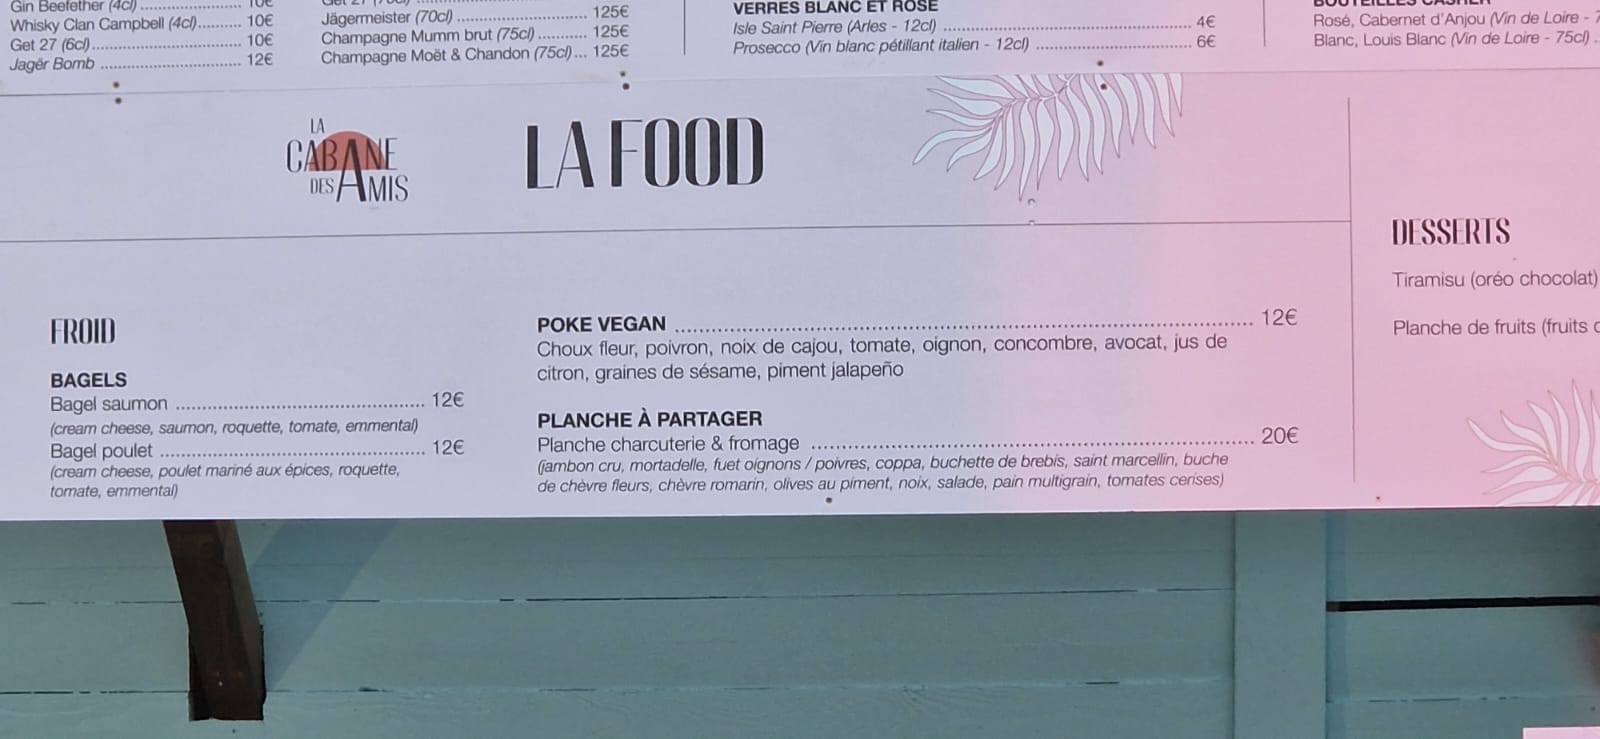 Gin Beefether (4cl) 10€
Whisky Clan Campbell (4cl) 10€
Get 27 (6cl) 10€
Jagër Bomb 12€
Jägermeister (70cl) 125€
Champagne Mumm brut (75cl) 125€
Champagne Moët & Chandon (75cl) 125€
VERRES BLANC ET ROSÉ
Isle Saint Pierre (Arles - 12cl) 4€
Prosecco (Vin blanc pétillant italien - 12cl) 6€
BOUTEILLES CASHER
Rosé, Cabernet d'Anjou (Vin de Loire -
Blanc, Louis Blanc (Vin de Loire - 75cl)
LA
CABANE
DES AMIS
LA FOOD
FROID
BAGELS
Bagel saumon 12€
(cream cheese, saumon, roquette, tomate, emmental)
Bagel poulet 12€
(cream cheese, poulet mariné aux épices, roquette,
tomate, emmental)
POKE VEGAN 12€
Choux fleur, poivron, noix de cajou, tomate, oignon, concombre, avocat, jus de
citron, graines de sésame, piment jalapeño
PLANCHE À PARTAGER
Planche charcuterie & fromage 20€
(jambon cru, mortadelle, fuet oignons / poivres, coppa, buchette de brebis, saint marcellin, buche
de chèvre fleurs, chèvre romarin, olives au piment, noix, salade, pain multigrain, tomates cerises)
DESSERTS
Tiramisu (oréo chocolat)
Planche de fruits (fruits